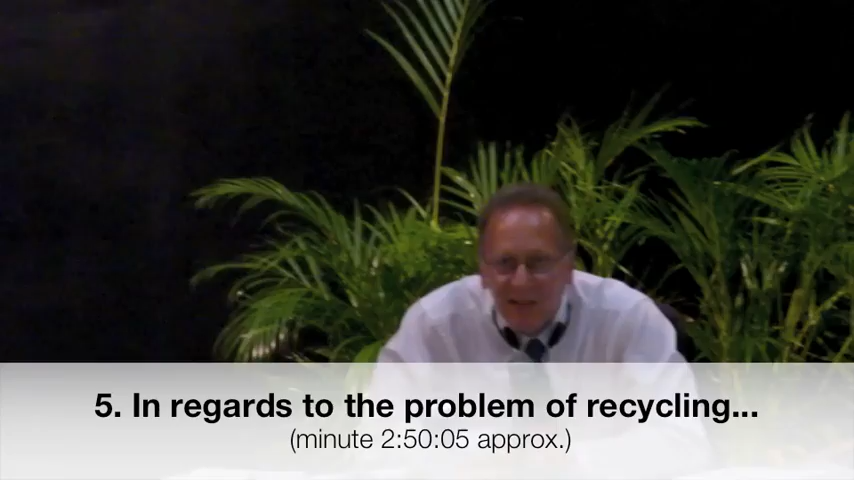 5. In regards to the problem of recycling...
(minute 2:50:05 approx.)